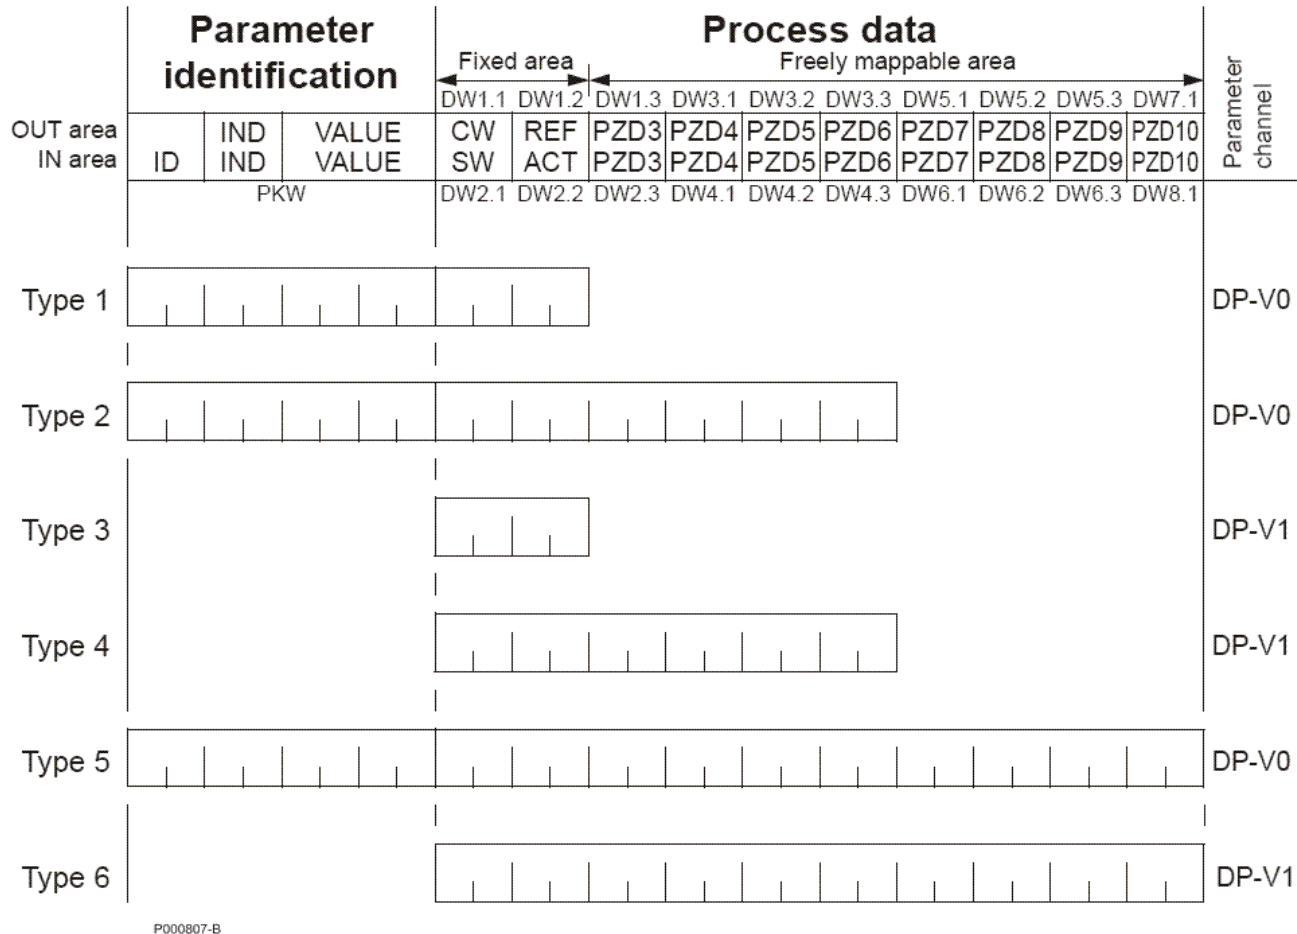 Parameter identification
Process data
Fixed area Freely mappable area
Parameter channel
DW1.1 DW1.2 DW1.3 DW3.1 DW3.2 DW3.3 DW5.1 DW5.2 DW5.3 DW7.1
OUT area IND VALUE CW REF PZD3 PZD4 PZD5 PZD6 PZD7 PZD8 PZD9 PZD10
IN area ID IND VALUE SW ACT PZD3 PZD4 PZD5 PZD6 PZD7 PZD8 PZD9 PZD10
PKW DW2.1 DW2.2 DW2.3 DW4.1 DW4.2 DW4.3 DW6.1 DW6.2 DW6.3 DW8.1
Type 1 DP-V0
Type 2 DP-V0
Type 3 DP-V1
Type 4 DP-V1
Type 5 DP-V0
Type 6 DP-V1
P000807-B